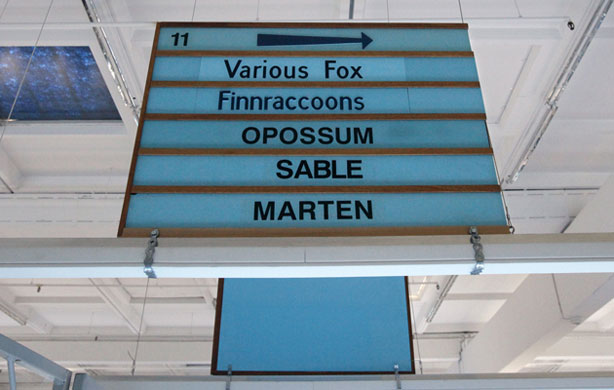 11
Various Fox
Finnraccoons
OPOSSUM
SABLE
MARTEN